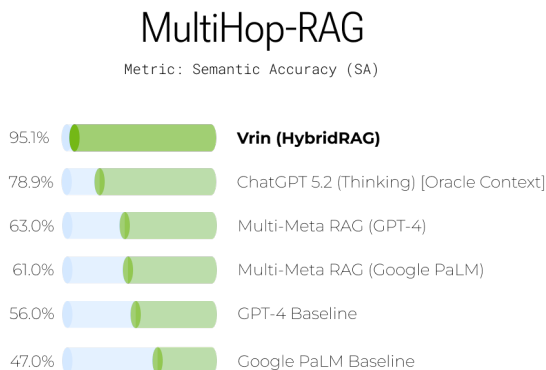 MultiHop-RAG
Metric: Semantic Accuracy (SA)
95.1% Vrin (HybridRAG)
78.9% ChatGPT 5.2 (Thinking) [Oracle Context]
63.0% Multi-Meta RAG (GPT-4)
61.0% Multi-Meta RAG (Google PaLM)
56.0% GPT-4 Baseline
47.0% Google PaLM Baseline